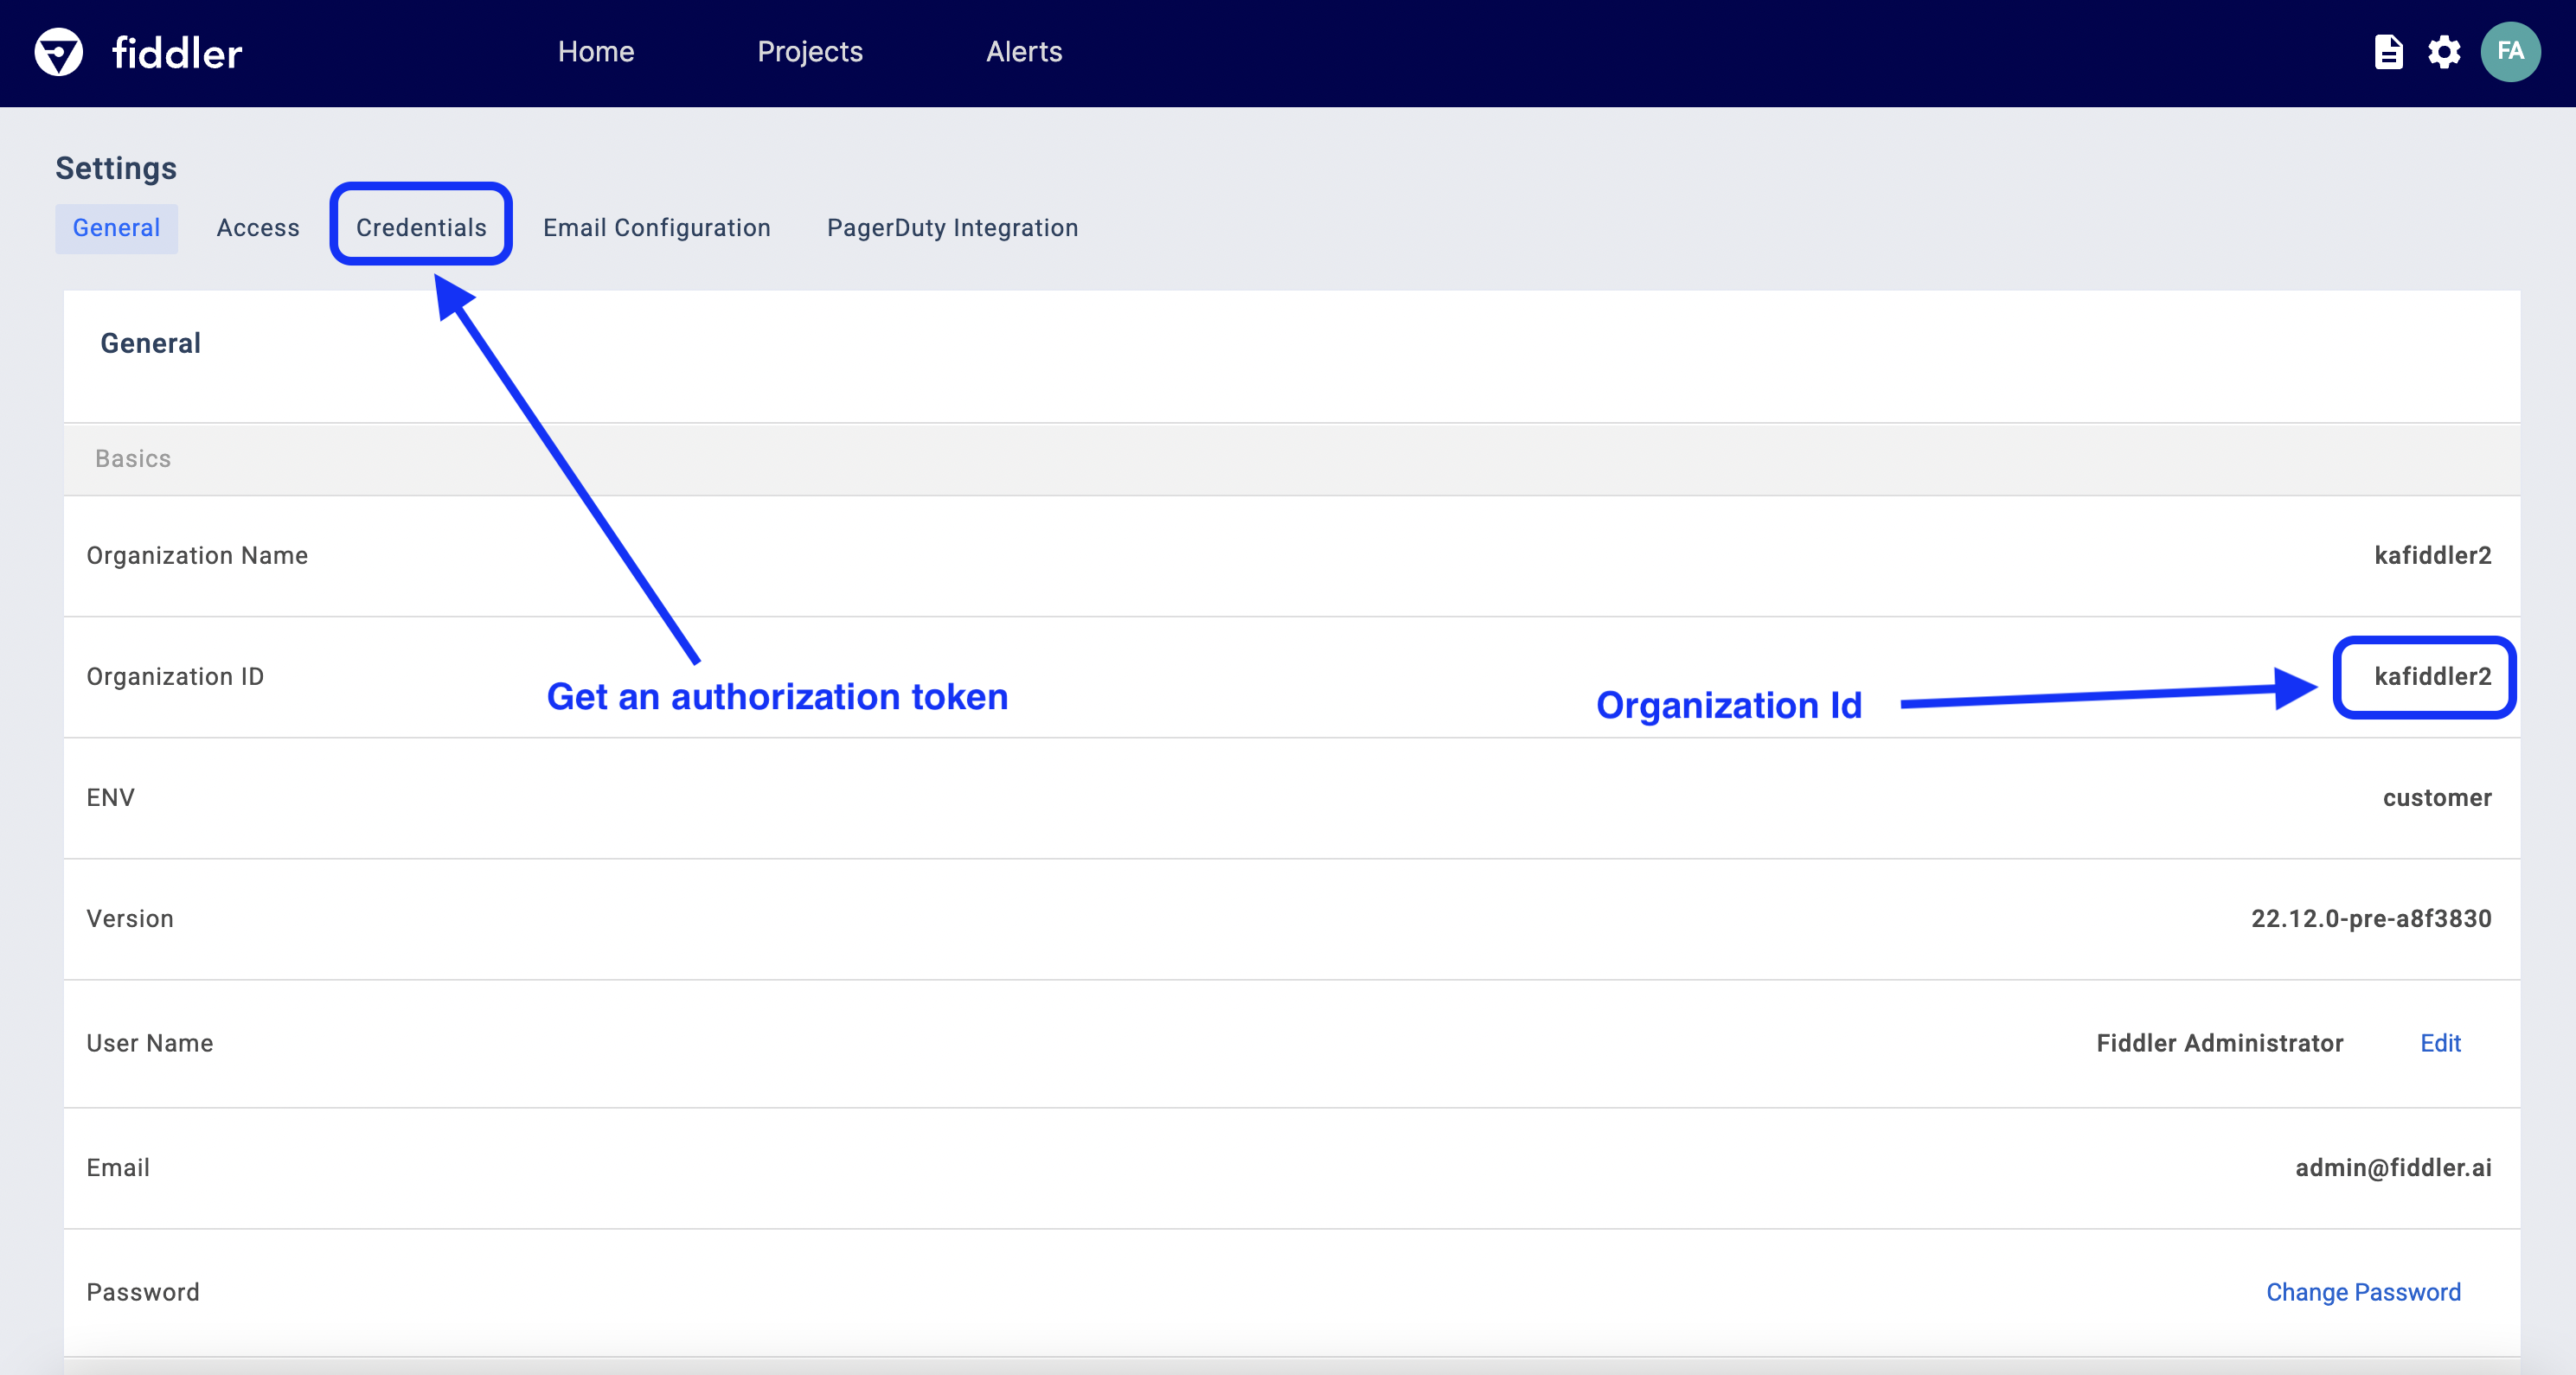 fiddler
Home Projects Alerts
FA
Settings
General Access Credentials Email Configuration PagerDuty Integration
General
Basics
Organization Name kafiddler2
Organization ID kafiddler2
Get an authorization token
Organization Id
ENV customer
Version 22.12.0-pre-a8f3830
User Name Fiddler Administrator Edit
Email admin@fiddler.ai
Password Change Password